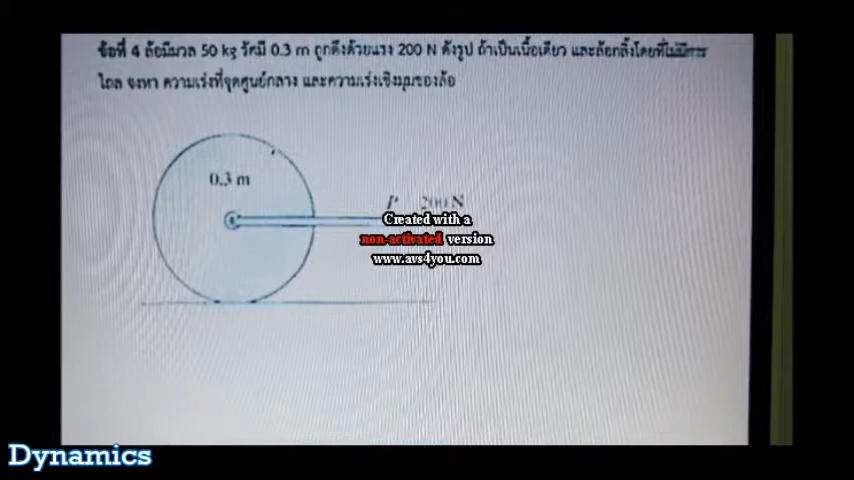 ข้อที่ 4 ล้อมีมวล 50 kg รัศมี 0.3 m ถูกดึงด้วยแรง 200 N ดังรูป ถ้าเป็นเนื้อเดียว และล้อกลิ้งโดยที่ไม่มีการ
ไถล จงหา ความเร่งที่จุดศูนย์กลาง และความเร่งเชิงมุมของล้อ
0.3 m
P 200 N
Created with a
non-activated version
www.avs4you.com
Dynamics